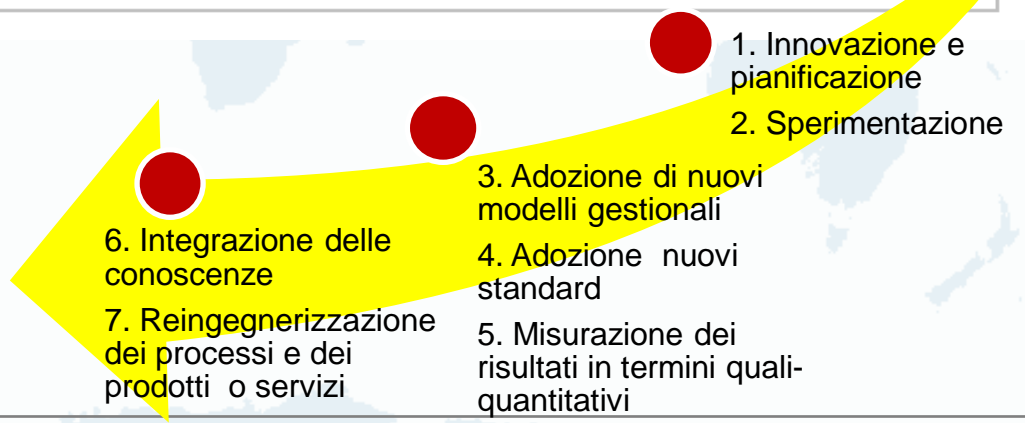 1. Innovazione e
pianificazione
2. Sperimentazione
3. Adozione di nuovi
modelli gestionali
4. Adozione nuovi
standard
5. Misurazione dei
risultati in termini quali-
quantitativi
6. Integrazione delle
conoscenze
7. Reingegnerizzazione
dei processi e dei
prodotti o servizi